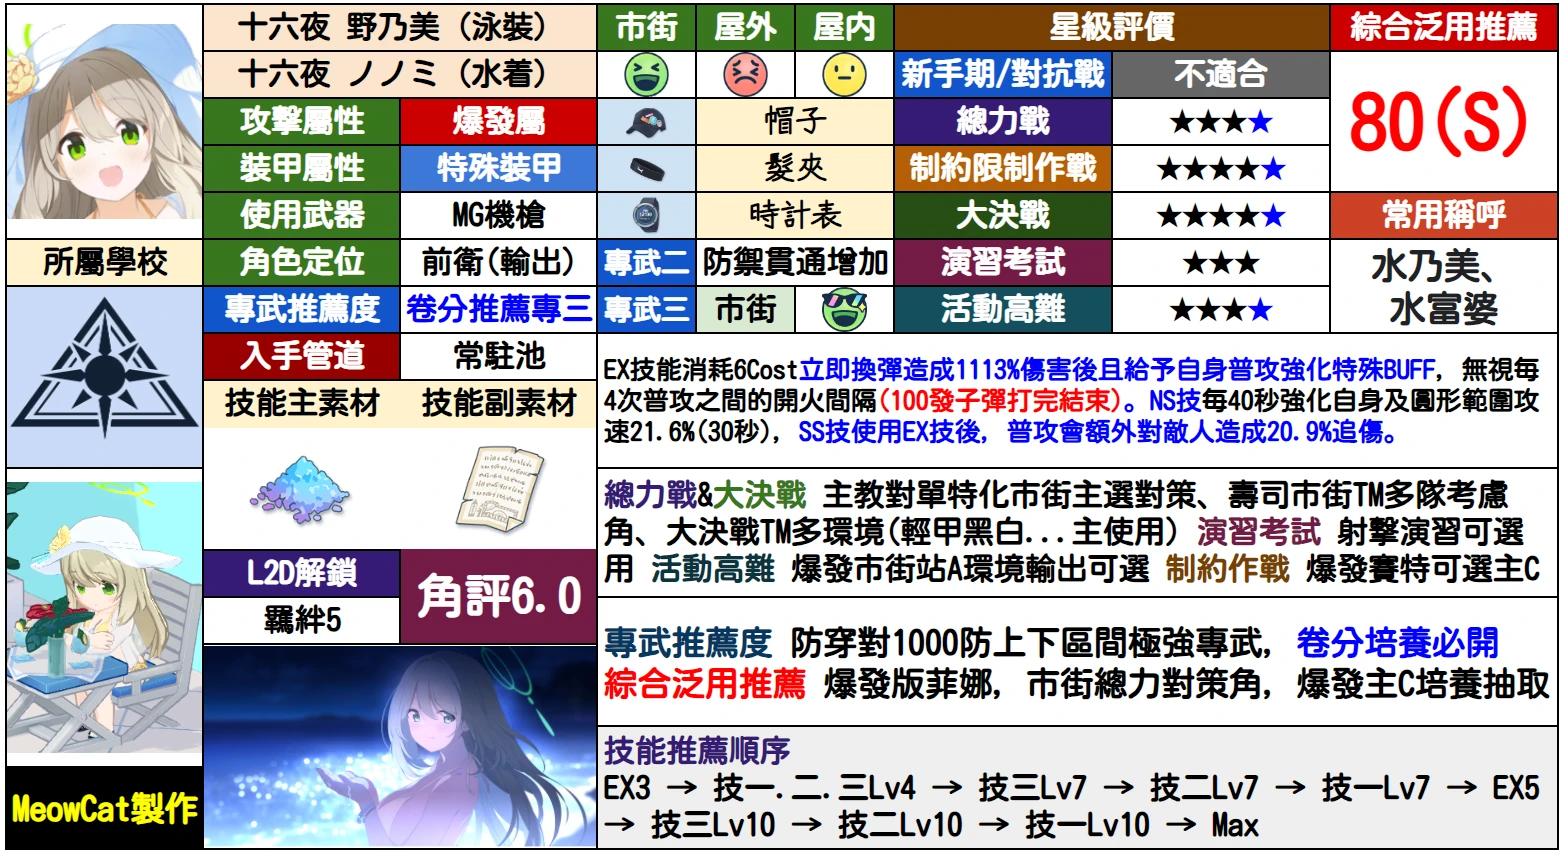 十六夜 野乃美（泳裝）
十六夜 ノノミ（水着）
市街 屋外 屋内
星級評價
綜合泛用推薦
新手期/對抗戰 不適合
80(S)
攻擊屬性 爆發屬
帽子
總力戰 ★★★★
裝甲屬性 特殊裝甲
髮夾
制約限制作戰 ★★★★★
使用武器 MG機槍
時計表
大決戰 ★★★★★
常用稱呼
所屬學校
角色定位 前衛(輸出)
專武二 防禦貫通增加
演習考試 ★★★
水乃美、
水富婆
專武推薦度 卷分推薦專三
專武三 市街
活動高難 ★★★★
入手管道 常駐池
技能主素材 技能副素材
EX技能消耗6Cost立即換彈造成1113%傷害後且給予自身普攻強化特殊BUFF, 無視每
4次普攻之間的開火間隔(100發子彈打完結束)。NS技每40秒強化自身及圓形範圍攻
速21.6%(30秒), SS技使用EX技後, 普攻會額外對敵人造成20.9%追傷。
總力戰&大決戰 主教對單特化市街主選對策、壽司市街TM多隊考慮
角、大決戰TM多環境(輕甲黑白...主使用) 演習考試 射擊演習可選
用 活動高難 爆發市街站A環境輸出可選 制約作戰 爆發賽特可選主C
L2D解鎖
羈絆5
角評6.0
專武推薦度 防穿對1000防上下區間極強專武, 卷分培養必開
綜合泛用推薦 爆發版菲娜, 市街總力對策角, 爆發主C培養抽取
技能推薦順序
EX3 → 技一.二.三Lv4 → 技三Lv7 → 技二Lv7 → 技一Lv7 → EX5
→ 技三Lv10 → 技二Lv10 → 技一Lv10 → Max
MeowCat製作